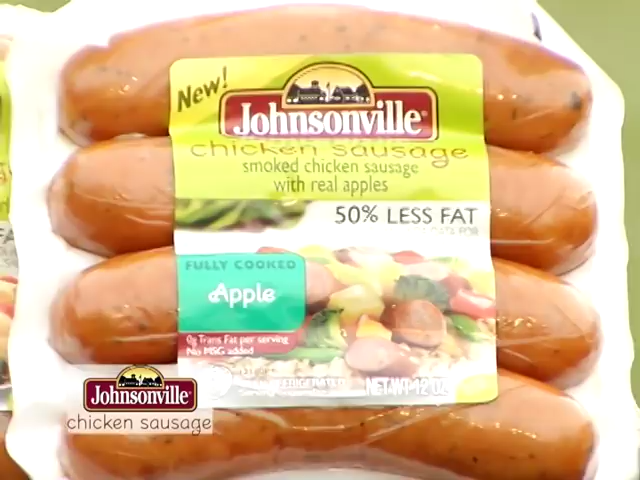 New!
Johnsonville
chicken sausage
smoked chicken sausage
with real apples
50% LESS FAT
FULLY COOKED
Apple
0g Trans Fat per serving
No MSG added
NET WT 12 OZ
Johnsonville
chicken sausage